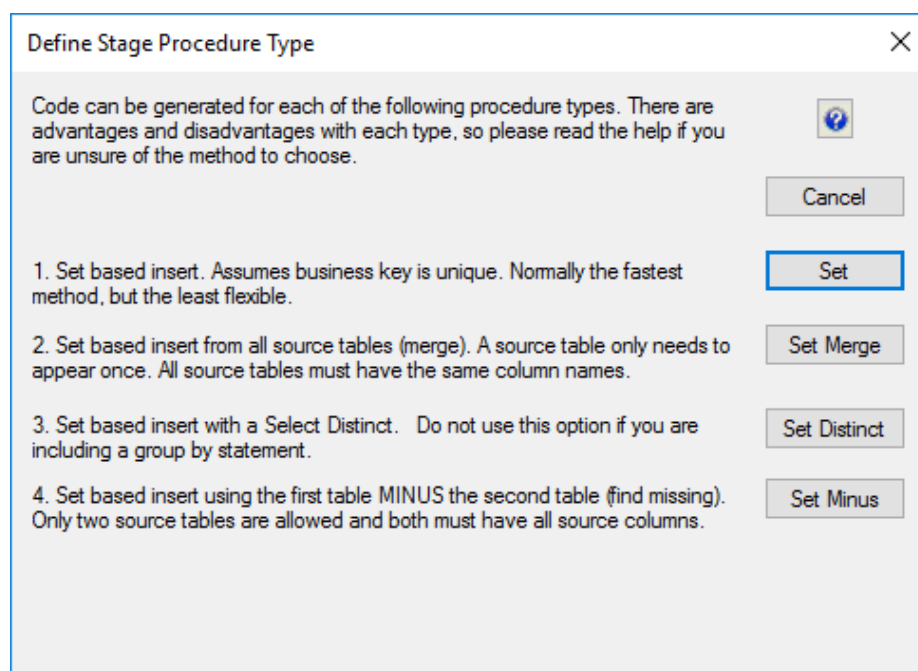 Define Stage Procedure Type
Code can be generated for each of the following procedure types. There are
advantages and disadvantages with each type, so please read the help if you
are unsure of the method to choose.
Cancel
1. Set based insert. Assumes business key is unique. Normally the fastest
method, but the least flexible.
Set
2. Set based insert from all source tables (merge). A source table only needs to
appear once. All source tables must have the same column names.
Set Merge
3. Set based insert with a Select Distinct.   Do not use this option if you are
including a group by statement.
Set Distinct
4. Set based insert using the first table MINUS the second table (find missing).
Only two source tables are allowed and both must have all source columns.
Set Minus